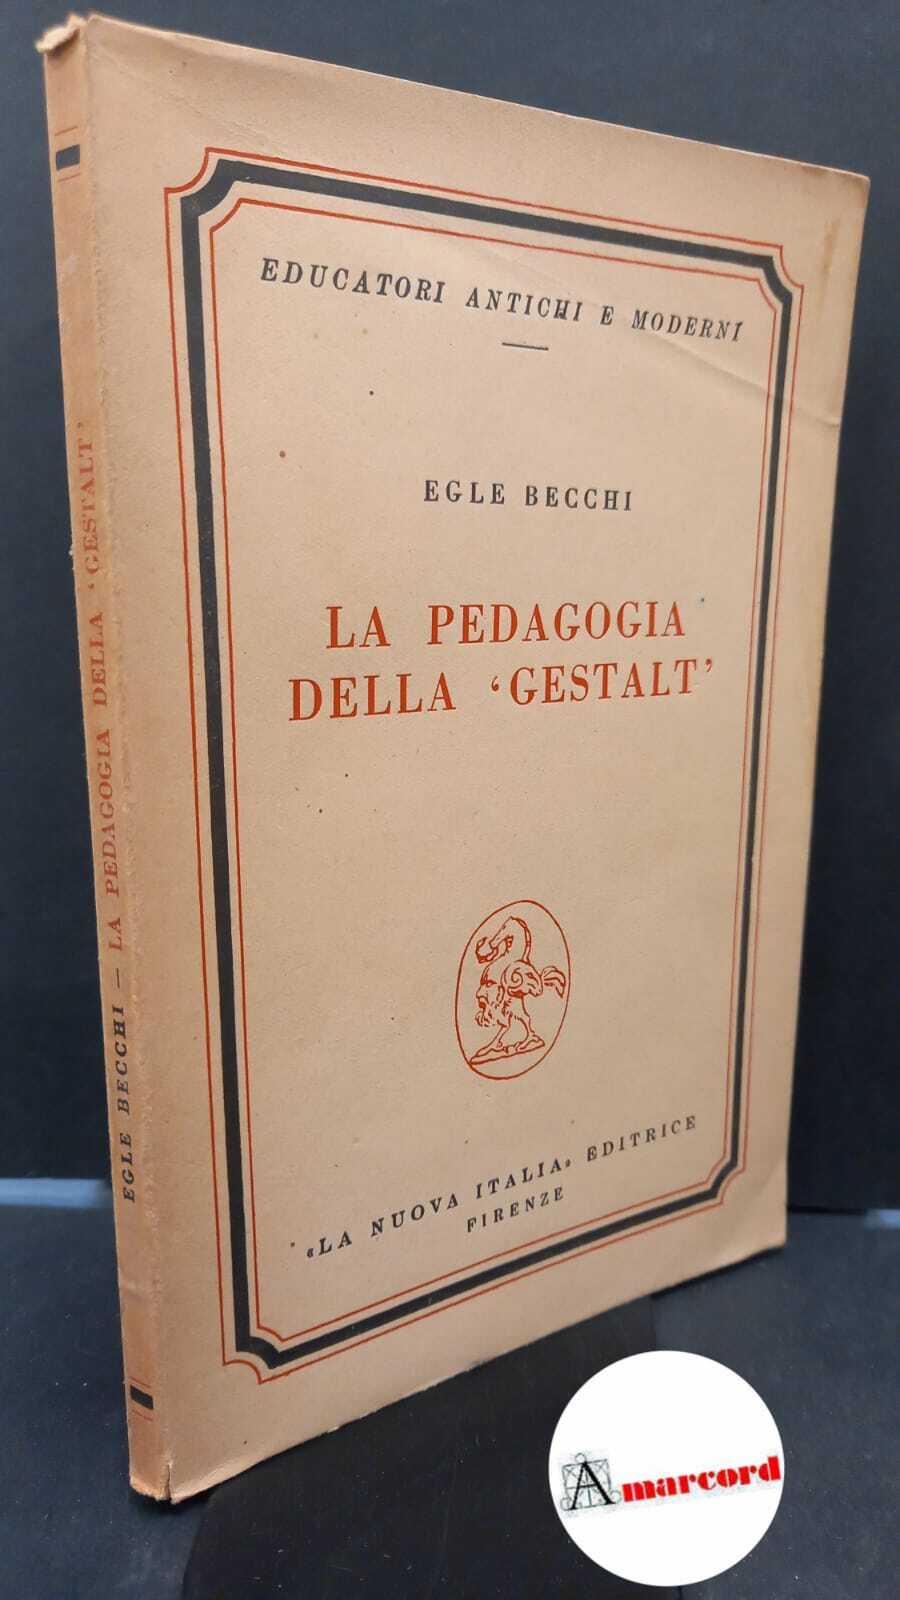 EDUCATORI ANTICHI E MODERNI
EGLE BECCHI
LA PEDAGOGIA
DELLA ‘GESTALT’
«LA NUOVA ITALIA» EDITRICE
FIRENZE
EGLE BECCHI — LA PEDAGOGIA DELLA ‘GESTALT’
Amarcord